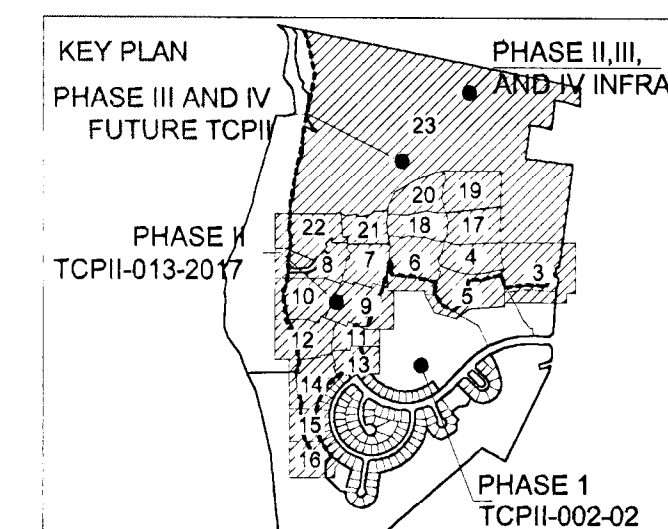 KEY PLAN
PHASE II,III,
AND IV INFRA
PHASE III AND IV
FUTURE TCPII
23
20 19
22 21 18 17
PHASE II
TCPII-013-2017
8 7 6 4 3
10 9 5
12 11
13
14
15
16
PHASE 1
TCPII-002-02